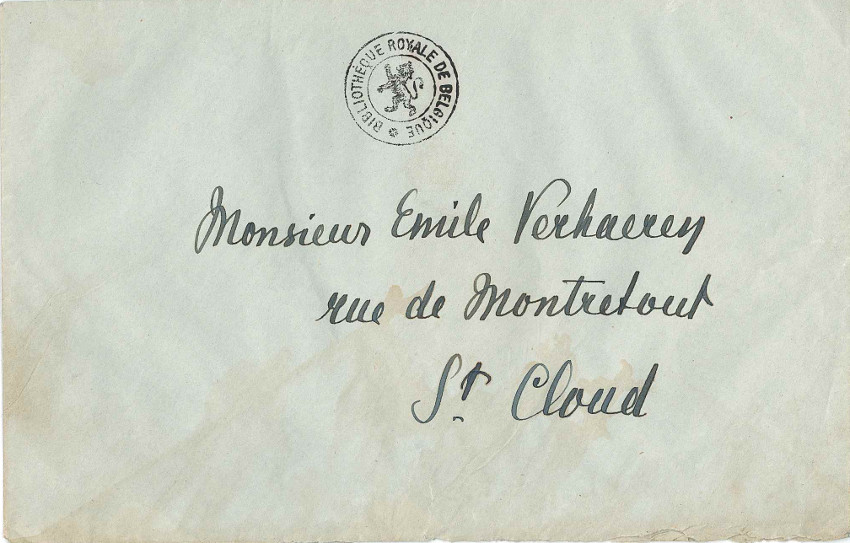 BIBLIOTHÈQUE ROYALE DE BELGIQUE
Monsieur Emile Verhaeren
rue de Montretout
St. Cloud